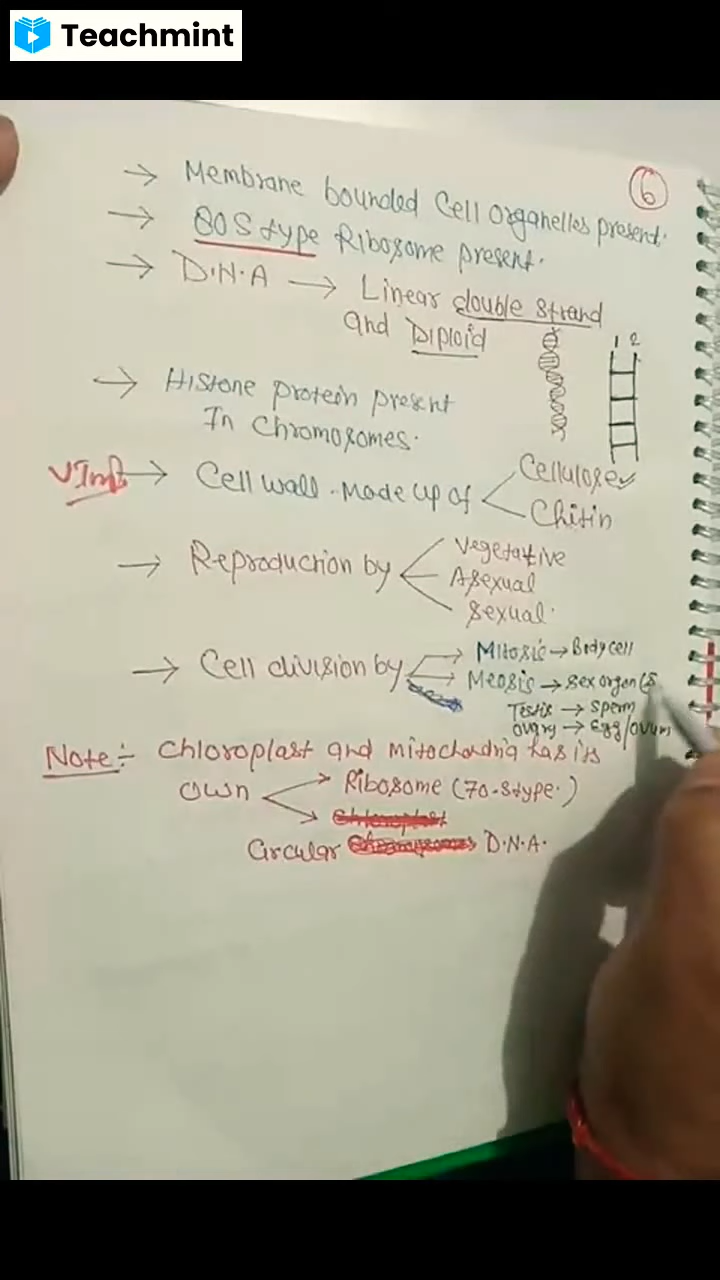 Teachmint
6
→ Membrane bounded Cell organelles present.
→ 80S type Ribosome present.
→ D.N.A → Linear double strand
and Diploid
1 2
→ Histone protein present
In Chromosomes.
VImp → Cell wall. Made up of Cellulose
Chitin
→ Reproduction by Vegetative
Asexual
Sexual.
→ Cell division by → Mitosis → Body cell
→ Meosis → Sex organ
Testis → Sperm
Ovary → Egg/Ovum
Note:- Chloroplast and mitochondria has its
Own → Ribosome (70-Stype.)
Circular D.N.A.